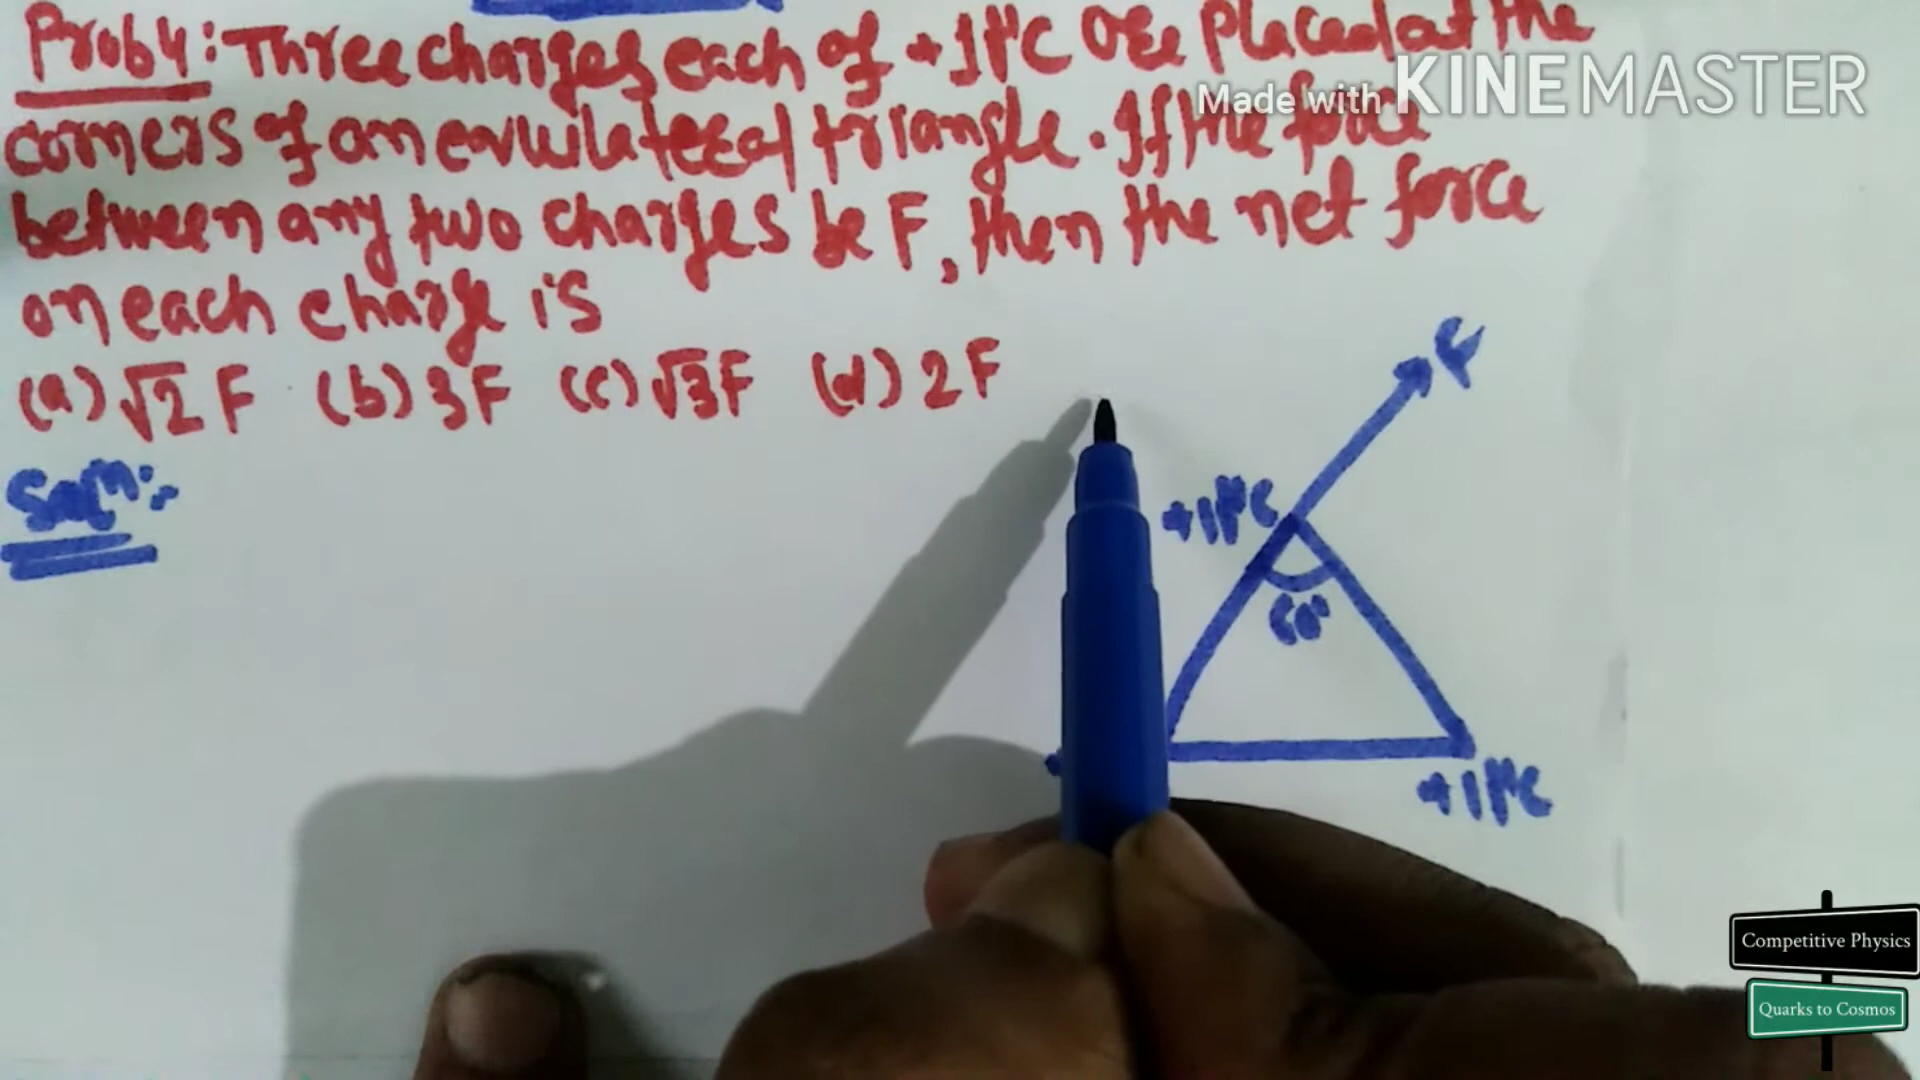 Prob 4: Three charges each of +1μC are placed at the
Made with KINEMASTER
corners of an equilateral triangle. If the force
between any two charges be F, then the net force
on each charge is
(a) √2 F (b) 3F (c) √3F (d) 2F
F
Soln:-
+1μC
60°
+1μC
Competitive Physics
Quarks to Cosmos